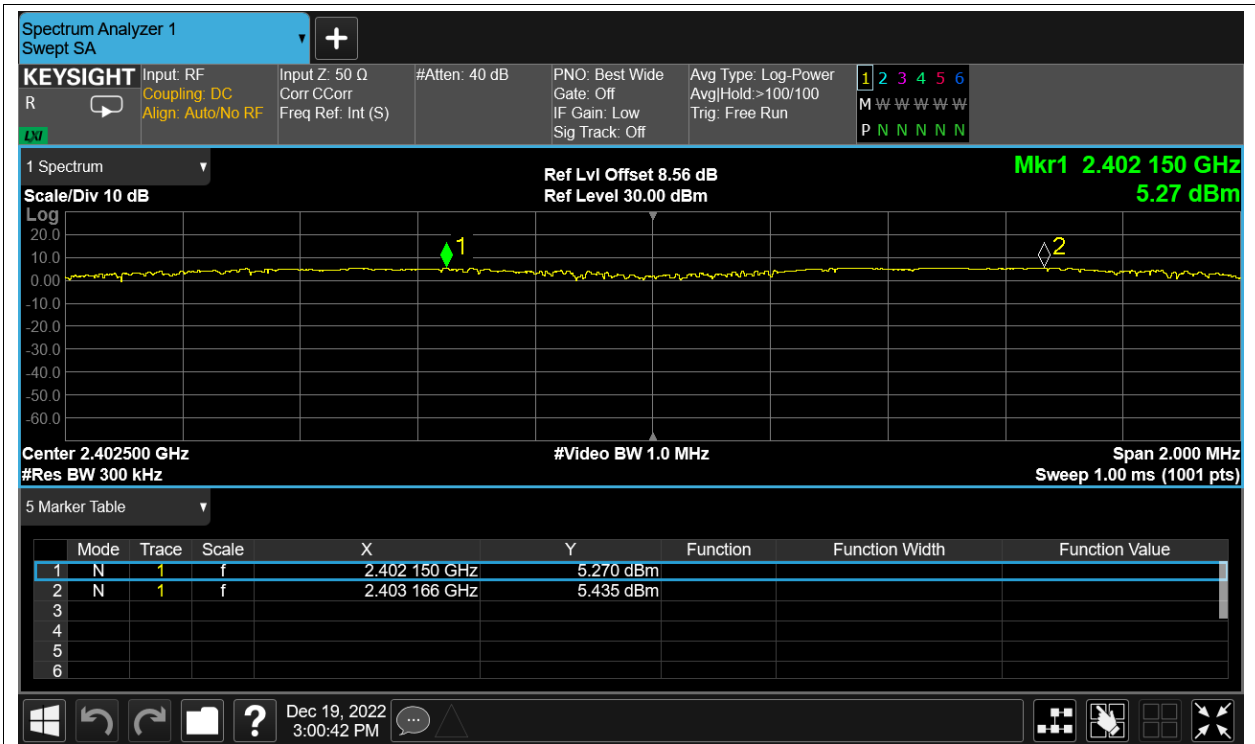 Spectrum Analyzer 1
Swept SA
KEYSIGHT Input: RF Input Z: 50 Ω #Atten: 40 dB PNO: Best Wide Avg Type: Log-Power 1 2 3 4 5 6
R Coupling: DC Corr CCorr Gate: Off Avg|Hold:>100/100 M W W W W W
Align: Auto/No RF Freq Ref: Int (S) IF Gain: Low Trig: Free Run
LXI Sig Track: Off P N N N N N
1 Spectrum Ref Lvl Offset 8.56 dB Mkr1 2.402 150 GHz
Scale/Div 10 dB Ref Level 30.00 dBm 5.27 dBm
Log
20.0
10.0
0.00
-10.0
-20.0
-30.0
-40.0
-50.0
-60.0
1
2
Center 2.402500 GHz #Video BW 1.0 MHz Span 2.000 MHz
#Res BW 300 kHz Sweep 1.00 ms (1001 pts)
5 Marker Table
Mode Trace Scale X Y Function Function Width Function Value
1 N 1 f 2.402 150 GHz 5.270 dBm
2 N 1 f 2.403 166 GHz 5.435 dBm
3
4
5
6
? Dec 19, 2022
3:00:42 PM